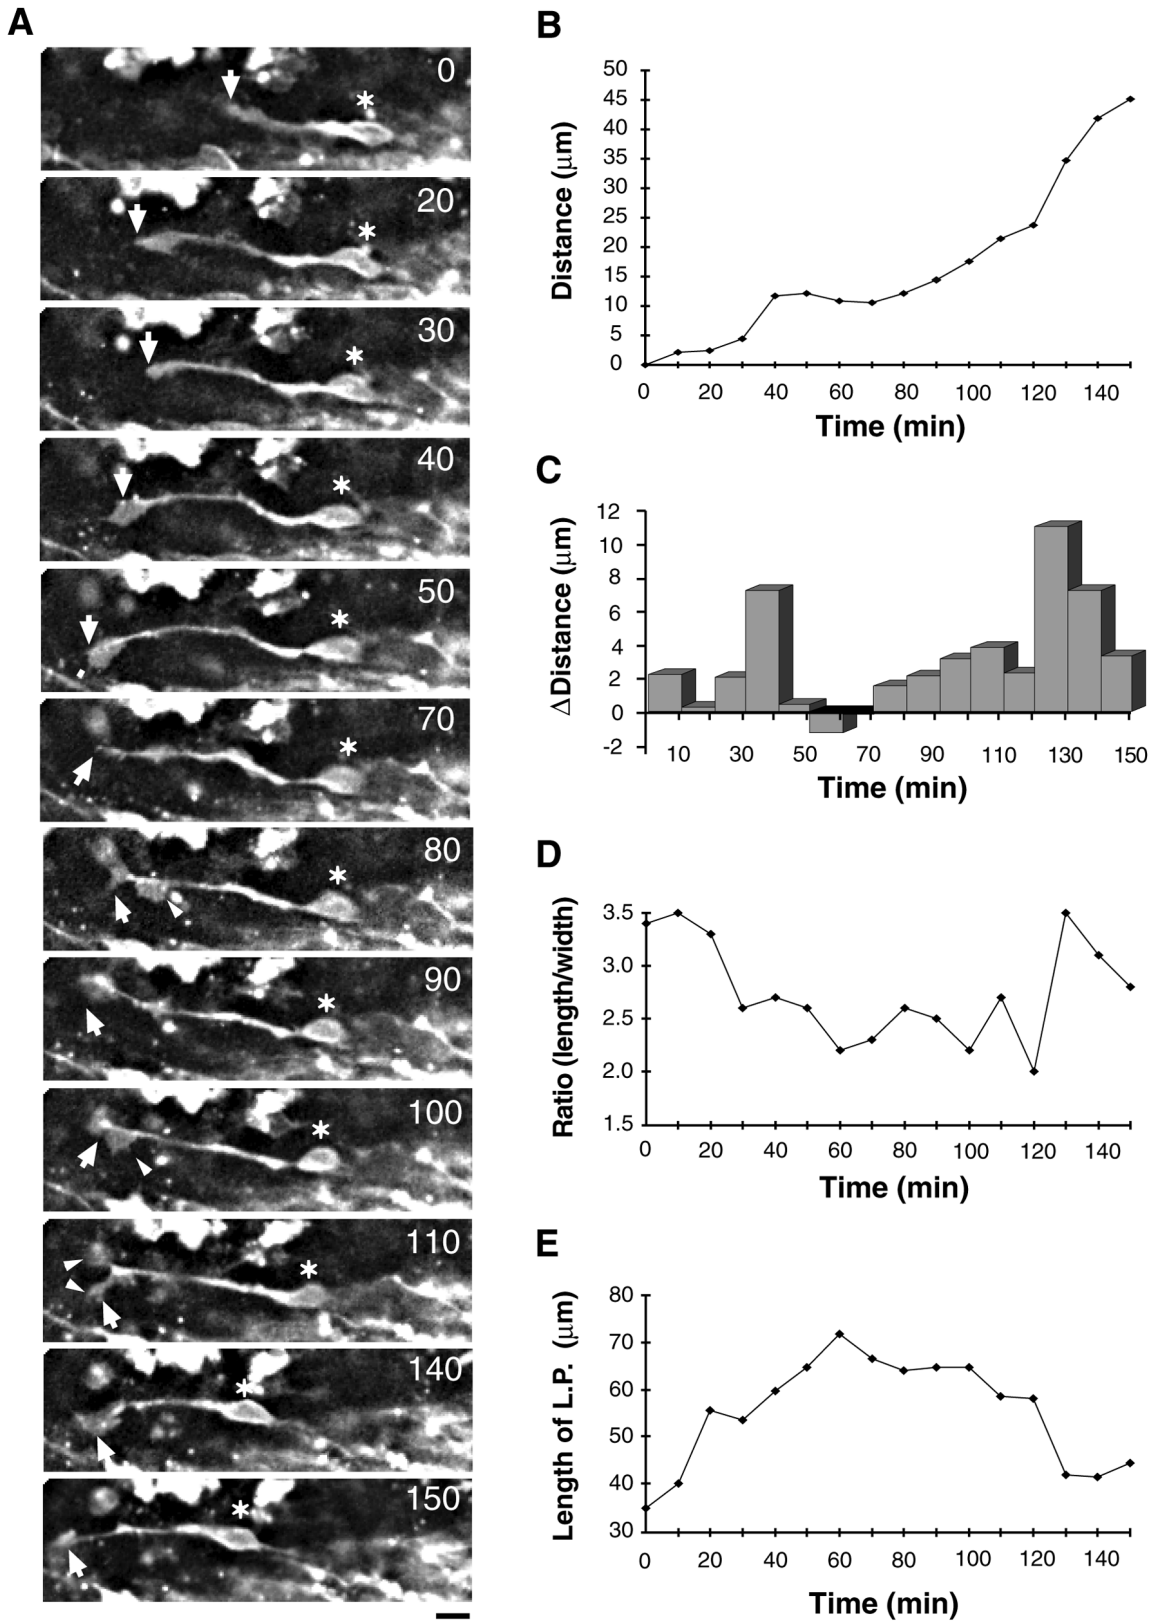 A
0
20
30
40
50
70
80
90
100
110
140
150
B
50
45
40
35
30
25
20
15
10
5
0
Distance (μm)
0 20 40 60 80 100 120 140
Time (min)
C
12
10
8
6
4
2
0
-2
ΔDistance (μm)
10 30 50 70 90 110 130 150
Time (min)
D
3.5
3.0
2.5
2.0
1.5
Ratio (length/width)
0 20 40 60 80 100 120 140
Time (min)
E
80
70
60
50
40
30
Length of L.P. (μm)
0 20 40 60 80 100 120 140
Time (min)